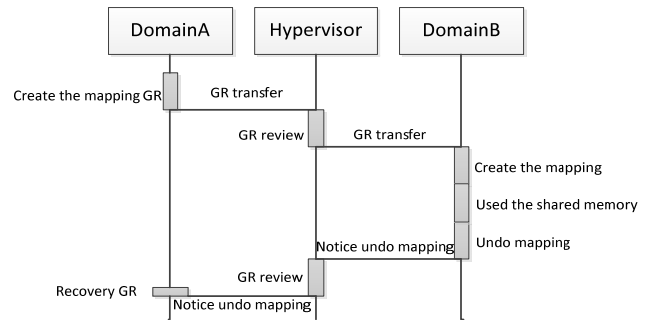 DomainA
Hypervisor
DomainB
Create the mapping GR
GR transfer
GR review
GR transfer
Create the mapping
Used the shared memory
Notice undo mapping
Undo mapping
GR review
Recovery GR
Notice undo mapping